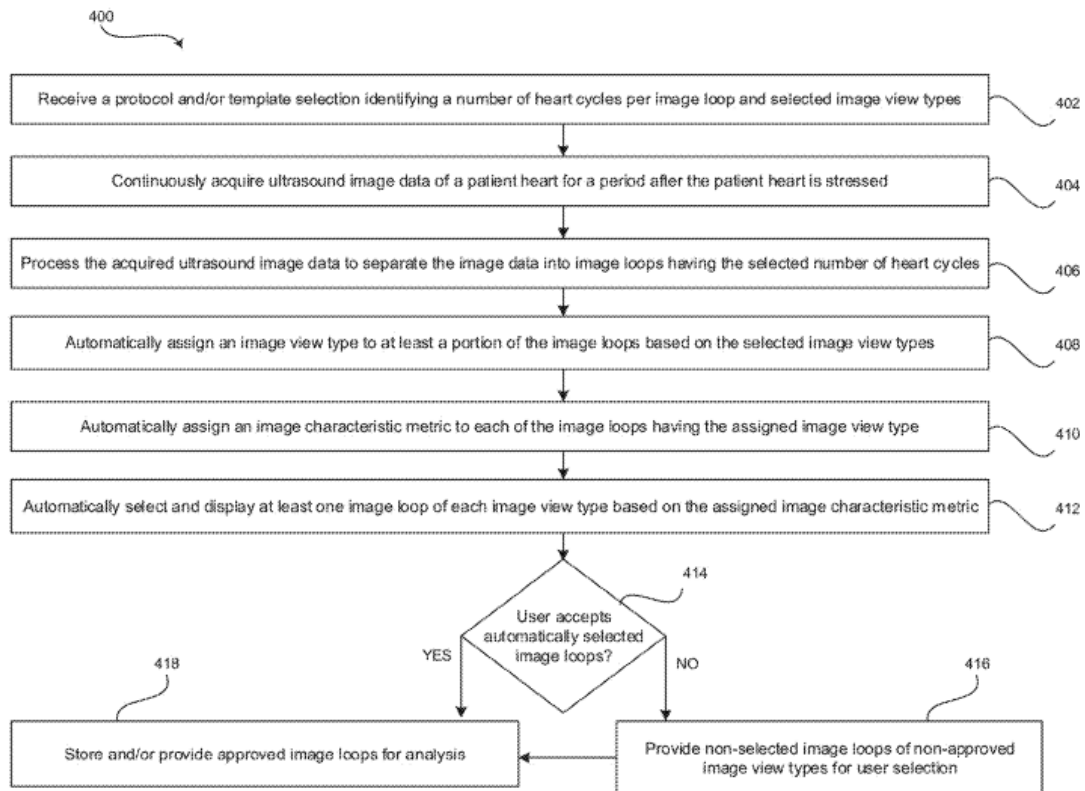 400
Receive a protocol and/or template selection identifying a number of heart cycles per image loop and selected image view types
402
Continuously acquire ultrasound image data of a patient heart for a period after the patient heart is stressed
404
Process the acquired ultrasound image data to separate the image data into image loops having the selected number of heart cycles
406
Automatically assign an image view type to at least a portion of the image loops based on the selected image view types
408
Automatically assign an image characteristic metric to each of the image loops having the assigned image view type
410
Automatically select and display at least one image loop of each image view type based on the assigned image characteristic metric
412
414
User accepts
automatically selected
image loops?
YES
NO
418
416
Store and/or provide approved image loops for analysis
Provide non-selected image loops of non-approved
image view types for user selection